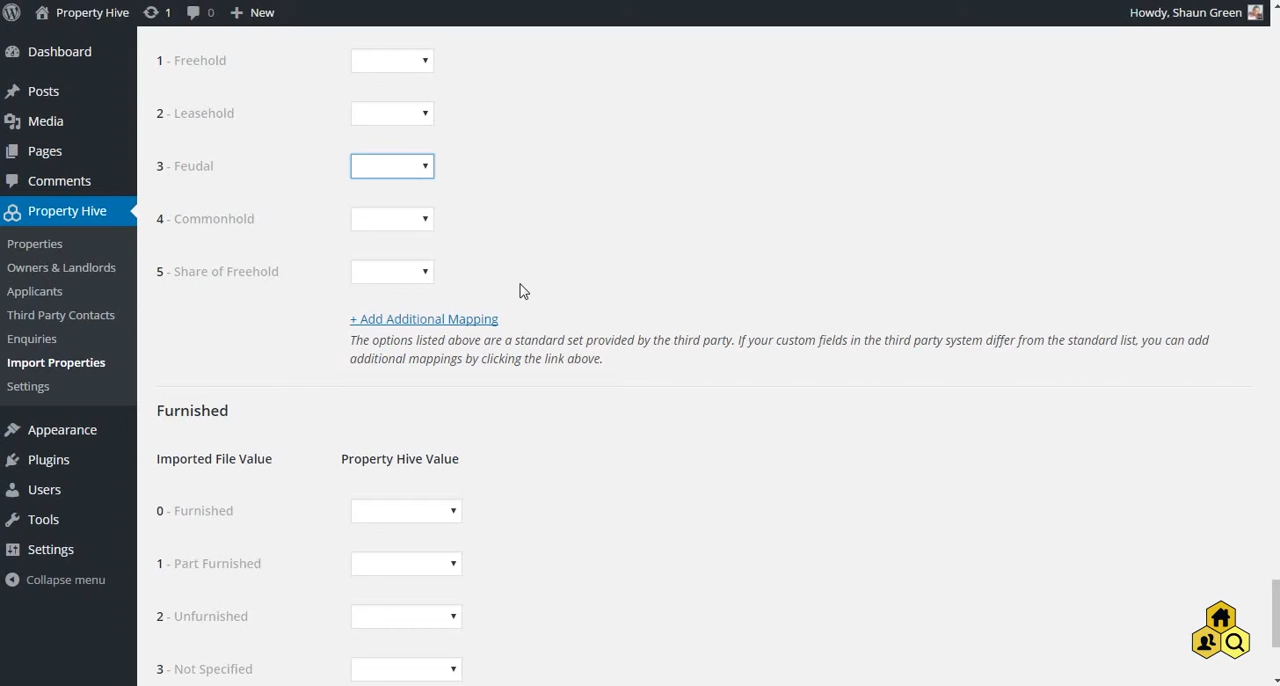 Property Hive
1
0
New
Howdy, Shaun Green
Dashboard
Posts
Media
Pages
Comments
Property Hive
Properties
Owners & Landlords
Applicants
Third Party Contacts
Enquiries
Import Properties
Settings
Appearance
Plugins
Users
Tools
Settings
Collapse menu
1 - Freehold
2 - Leasehold
3 - Feudal
4 - Commonhold
5 - Share of Freehold
+ Add Additional Mapping
The options listed above are a standard set provided by the third party. If your custom fields in the third party system differ from the standard list, you can add
additional mappings by clicking the link above.
Furnished
Imported File Value Property Hive Value
0 - Furnished
1 - Part Furnished
2 - Unfurnished
3 - Not Specified